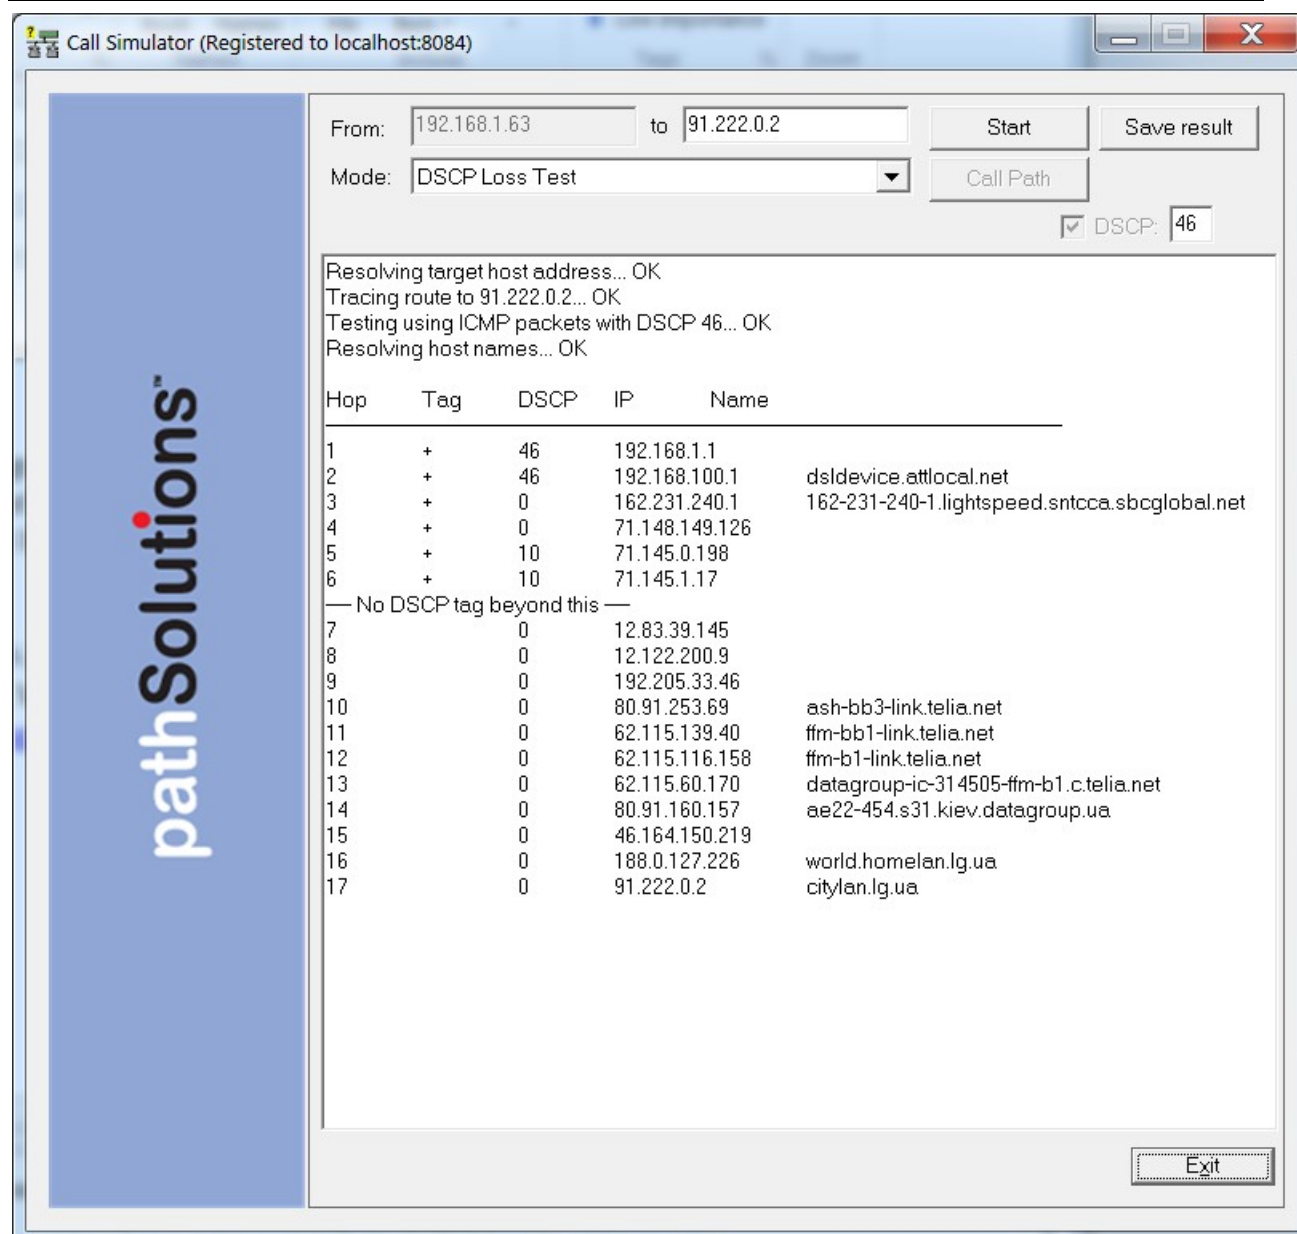 Call Simulator (Registered to localhost:8084)
From: 192.168.1.63 to 91.222.0.2 Start Save result
Mode: DSCP Loss Test Call Path
DSCP: 46
Resolving target host address... OK
Tracing route to 91.222.0.2... OK
Testing using ICMP packets with DSCP 46... OK
Resolving host names... OK
Hop Tag DSCP IP Name
1 + 46 192.168.1.1
2 + 46 192.168.100.1 dsldevice.attlocal.net
3 + 0 162.231.240.1 162-231-240-1.lightspeed.sntcca.sbcglobal.net
4 + 0 71.148.149.126
5 + 10 71.145.0.198
6 + 10 71.145.1.17
— No DSCP tag beyond this —
7 0 12.83.39.145
8 0 12.122.200.9
9 0 192.205.33.46
10 0 80.91.253.69 ash-bb3-link.telia.net
11 0 62.115.139.40 ffm-bb1-link.telia.net
12 0 62.115.116.158 ffm-b1-link.telia.net
13 0 62.115.60.170 datagroup-ic-314505-ffm-b1.c.telia.net
14 0 80.91.160.157 ae22-454.s31.kiev.datagroup.ua
15 0 46.164.150.219
16 0 188.0.127.226 world.homelan.lg.ua
17 0 91.222.0.2 citylan.lg.ua
pathSolutions™
Exit